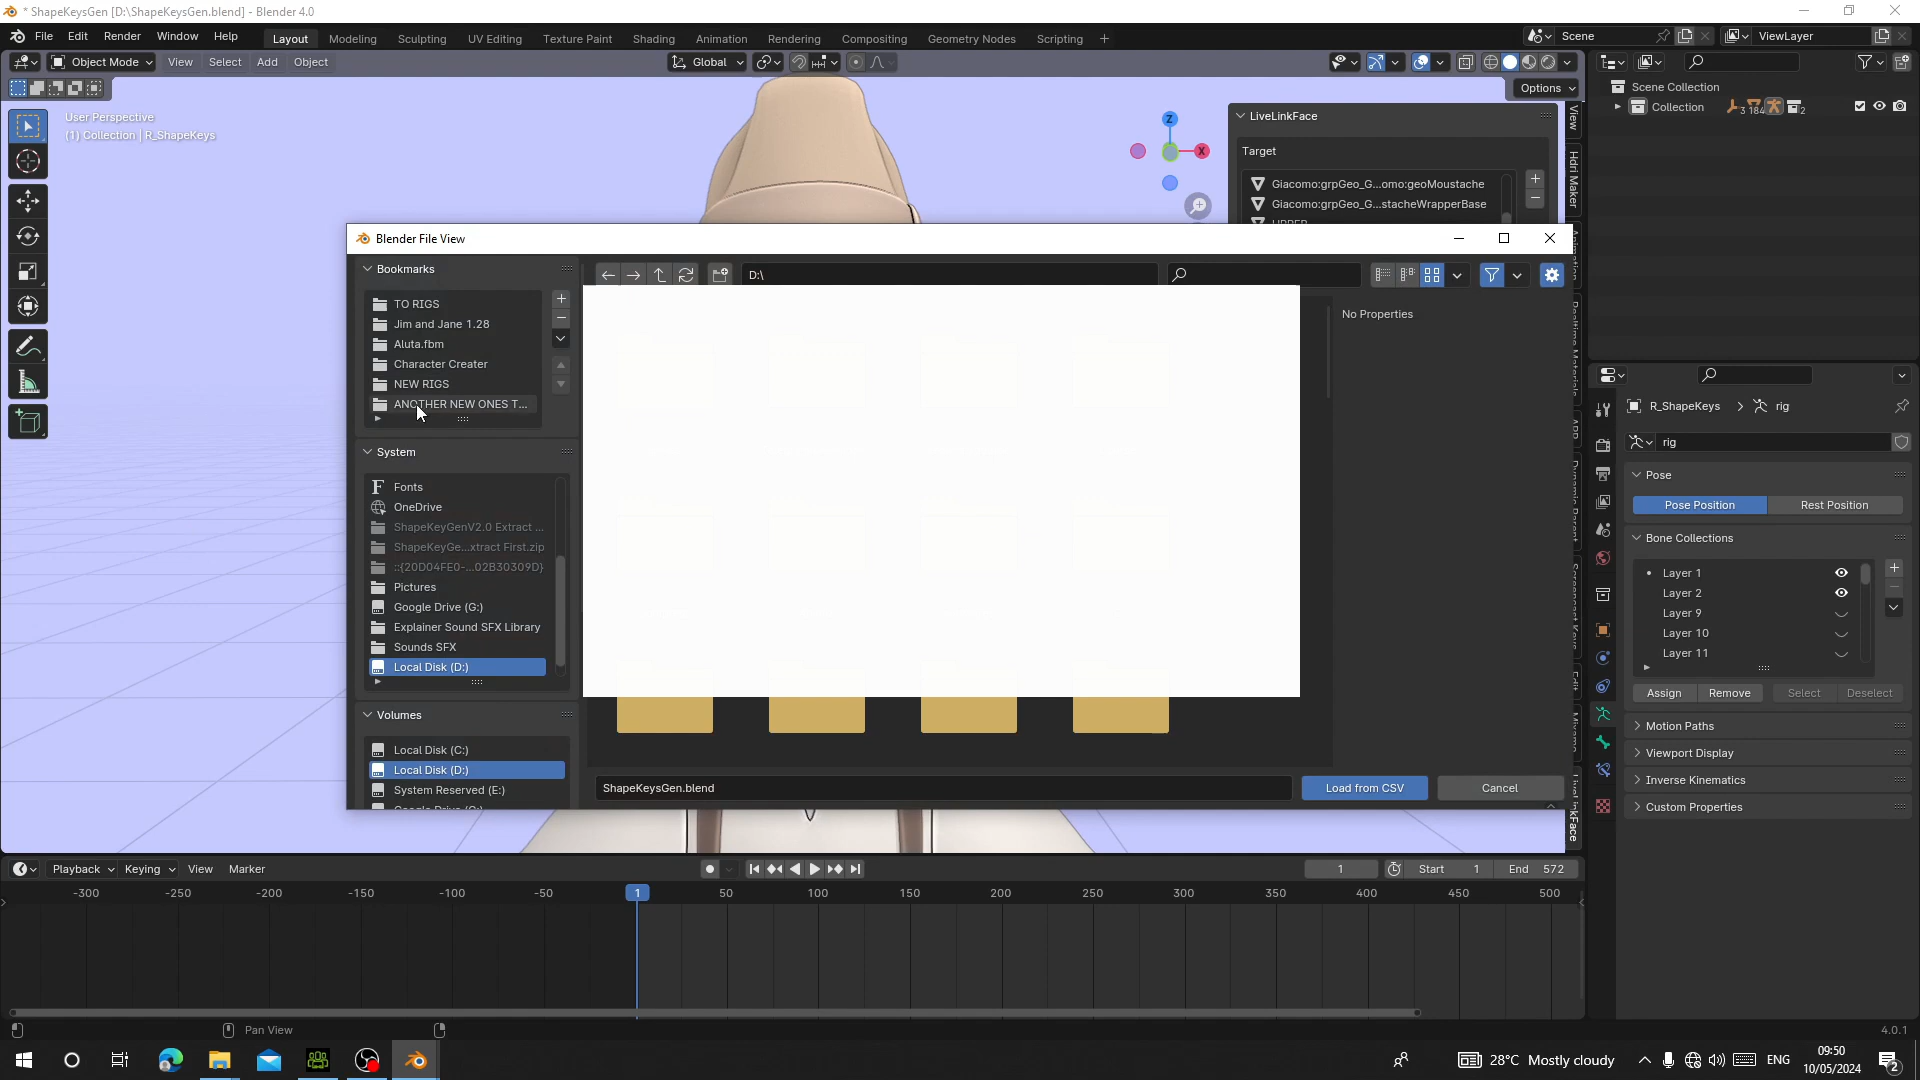 * ShapeKeysGen [D:\ShapeKeysGen.blend] - Blender 4.0
File Edit Render Window Help Layout Modeling Sculpting UV Editing Texture Paint Shading Animation Rendering Compositing Geometry Nodes Scripting + Scene ViewLayer
Object Mode View Select Add Object Global
Options
User Perspective
(1) Collection | R_ShapeKeys
Z
X
LiveLinkFace
Target
Giacomo:grpGeo_G...omo:geoMoustache
Giacomo:grpGeo_G...stacheWrapperBase
View
Hdri Maker
Scene Collection
Collection 3 184 2
Blender File View
Bookmarks
TO RIGS
Jim and Jane 1.28
Aluta.fbm
Character Creater
NEW RIGS
ANOTHER NEW ONES T...
D:\
No Properties
System
Fonts
OneDrive
ShapeKeyGenV2.0 Extract ...
ShapeKeyGe...xtract First.zip
::{20D04FE0-...02B30309D}
Pictures
Google Drive (G:)
Explainer Sound SFX Library
Sounds SFX
Local Disk (D:)
Volumes
Local Disk (C:)
Local Disk (D:)
System Reserved (E:)
ShapeKeysGen.blend
Load from CSV
Cancel
R_ShapeKeys > rig
rig
Pose
Pose Position Rest Position
Bone Collections
Layer 1
Layer 2
Layer 9
Layer 10
Layer 11
Assign Remove Select Deselect
Motion Paths
Viewport Display
Inverse Kinematics
Custom Properties
Playback Keying View Marker 1 Start 1 End 572
-300 -250 -200 -150 -100 -50 1 50 100 150 200 250 300 350 400 450 500
Pan View
4.0.1
28°C Mostly cloudy ENG 09:50
10/05/2024 2